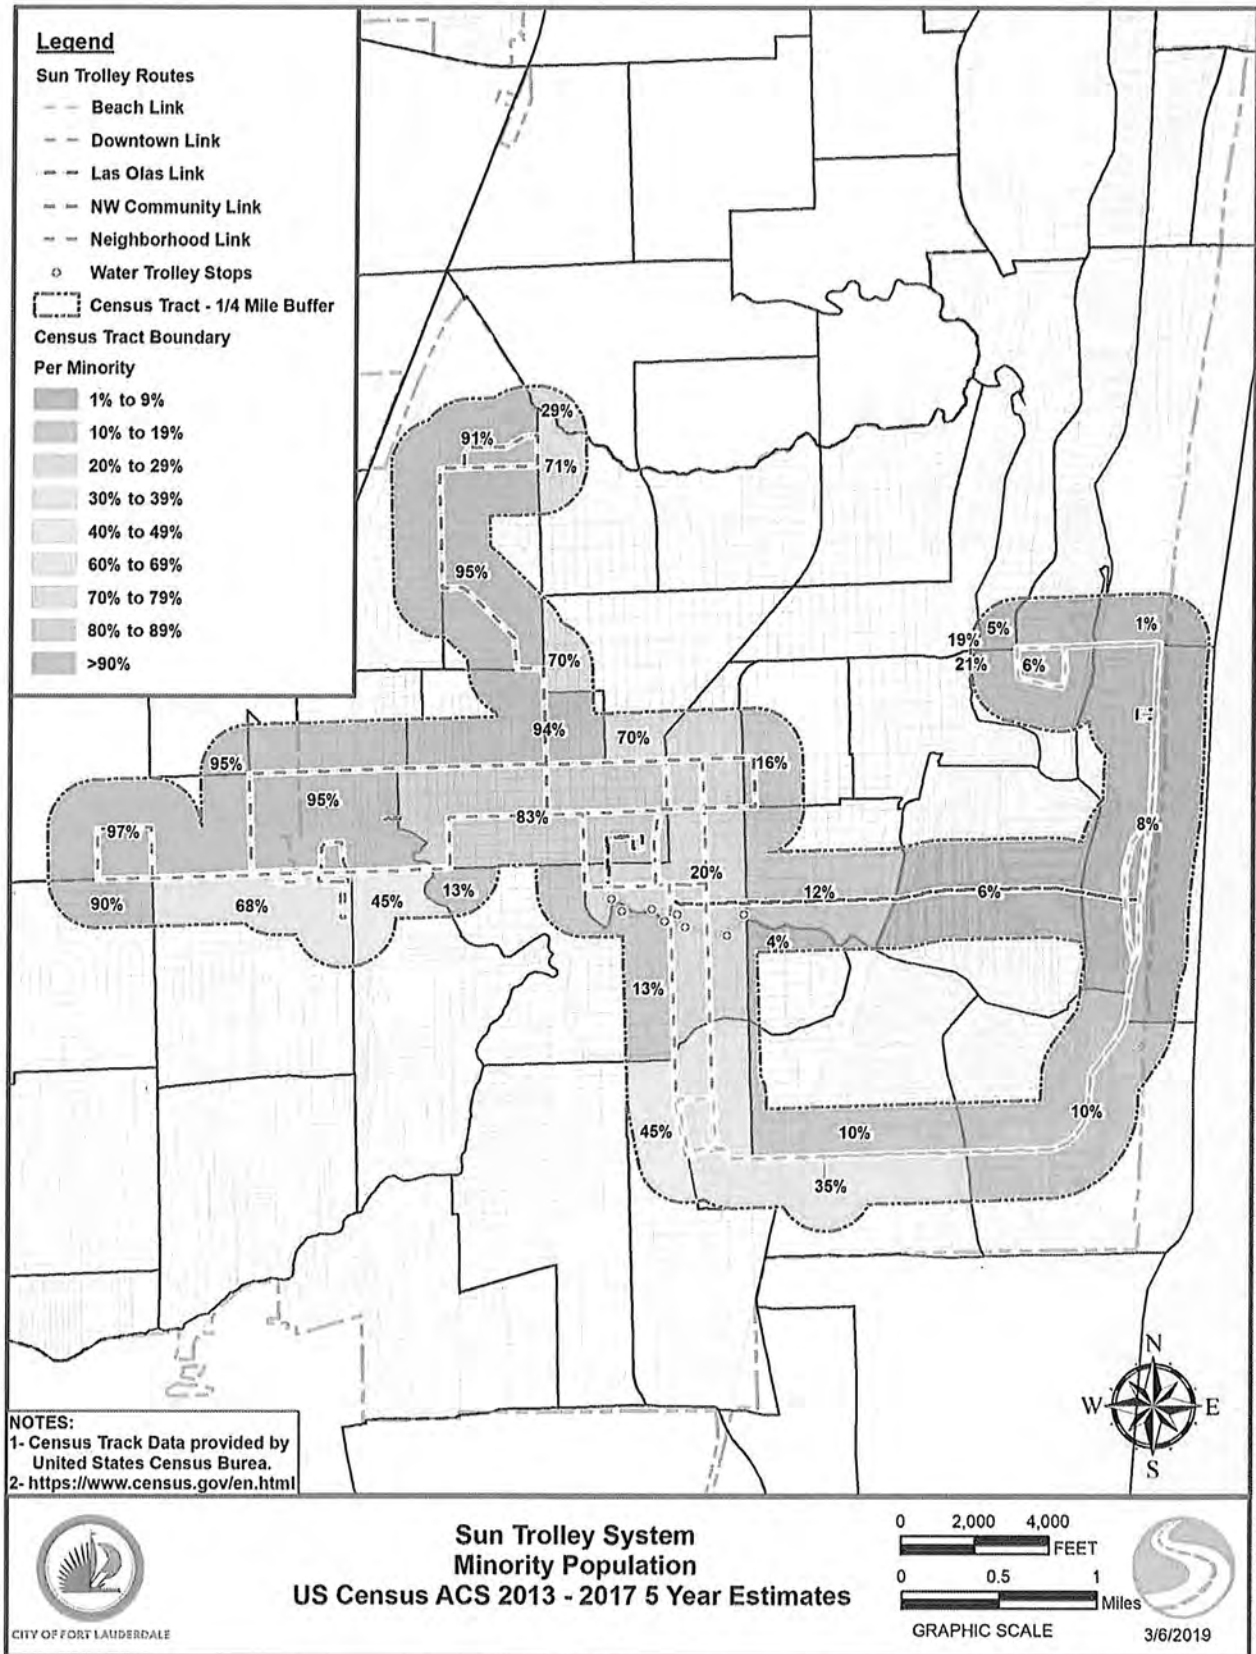 Legend
Sun Trolley Routes
Beach Link
Downtown Link
Las Olas Link
NW Community Link
Neighborhood Link
Water Trolley Stops
Census Tract - 1/4 Mile Buffer
Census Tract Boundary
Per Minority
1% to 9%
10% to 19%
20% to 29%
30% to 39%
40% to 49%
60% to 69%
70% to 79%
80% to 89%
>90%
29%
91%
71%
95%
70%
5%
1%
19%
21%
6%
94%
70%
95%
16%
95%
83%
97%
8%
20%
90%
68%
45%
13%
12%
6%
4%
13%
45%
10%
10%
35%
N
W
E
S
NOTES:
1- Census Track Data provided by
United States Census Burea.
2- https://www.census.gov/en.html
CITY OF FORT LAUDERDALE
Sun Trolley System
Minority Population
US Census ACS 2013 - 2017 5 Year Estimates
0 2,000 4,000
FEET
0 0.5 1
Miles
GRAPHIC SCALE
3/6/2019